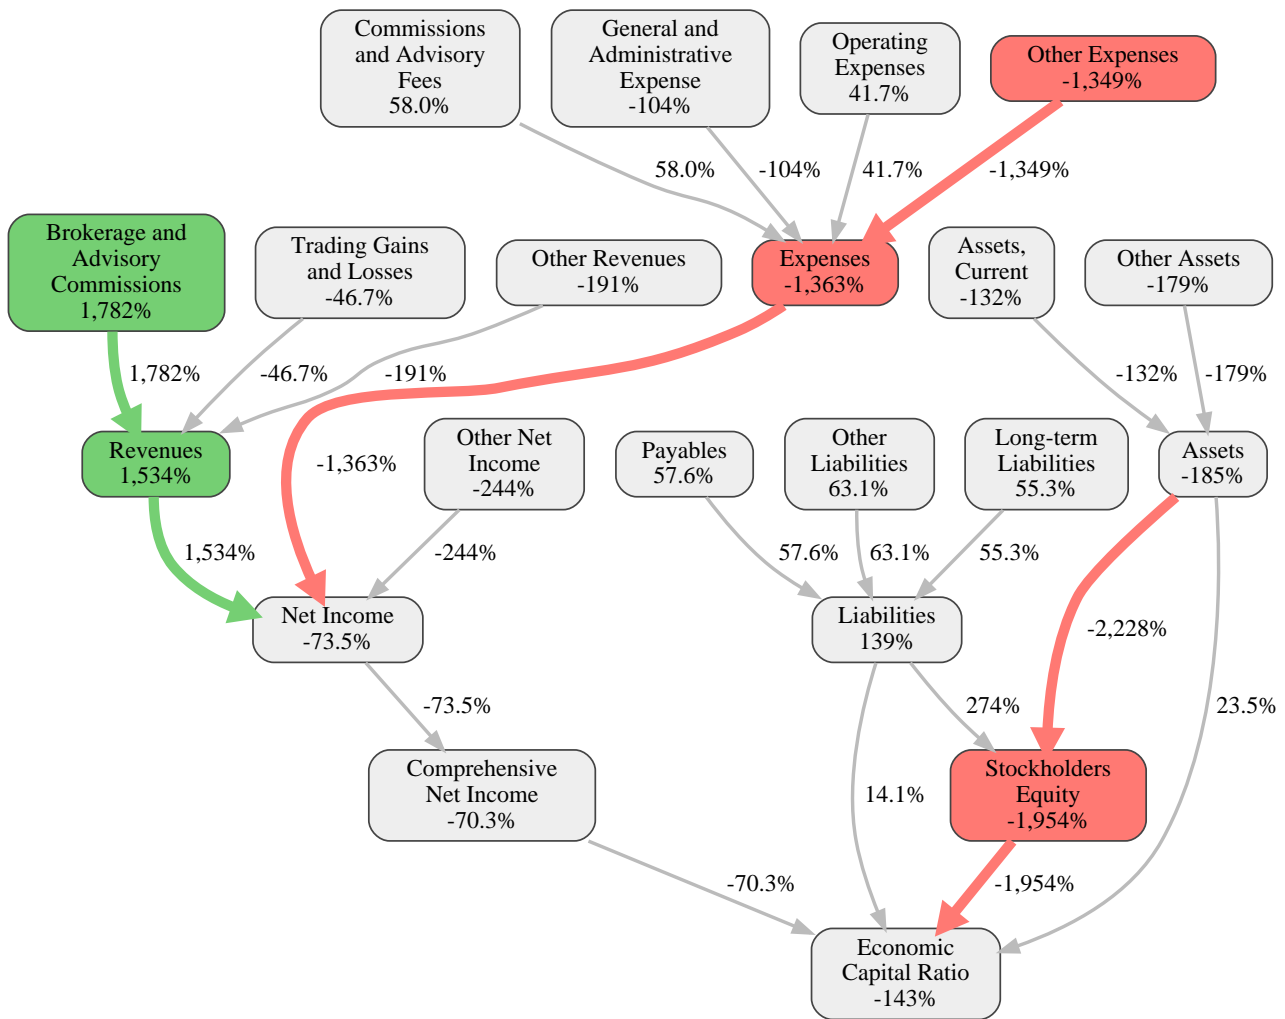 Commissions
and Advisory
Fees
58.0%
General and
Administrative
Expense
-104%
Operating
Expenses
41.7%
Other Expenses
-1,349%
58.0%
-104%
41.7%
-1,349%
Brokerage and
Advisory
Commissions
1,782%
Trading Gains
and Losses
-46.7%
Other Revenues
-191%
Expenses
-1,363%
Assets,
Current
-132%
Other Assets
-179%
1,782%
-46.7%
-191%
-132%
-179%
Revenues
1,534%
-1,363%
Other Net
Income
-244%
Payables
57.6%
Other
Liabilities
63.1%
Long-term
Liabilities
55.3%
Assets
-185%
1,534%
-244%
57.6%
63.1%
55.3%
Net Income
-73.5%
Liabilities
139%
-2,228%
-73.5%
274%
23.5%
Comprehensive
Net Income
-70.3%
14.1%
Stockholders
Equity
-1,954%
-70.3%
-1,954%
Economic
Capital Ratio
-143%